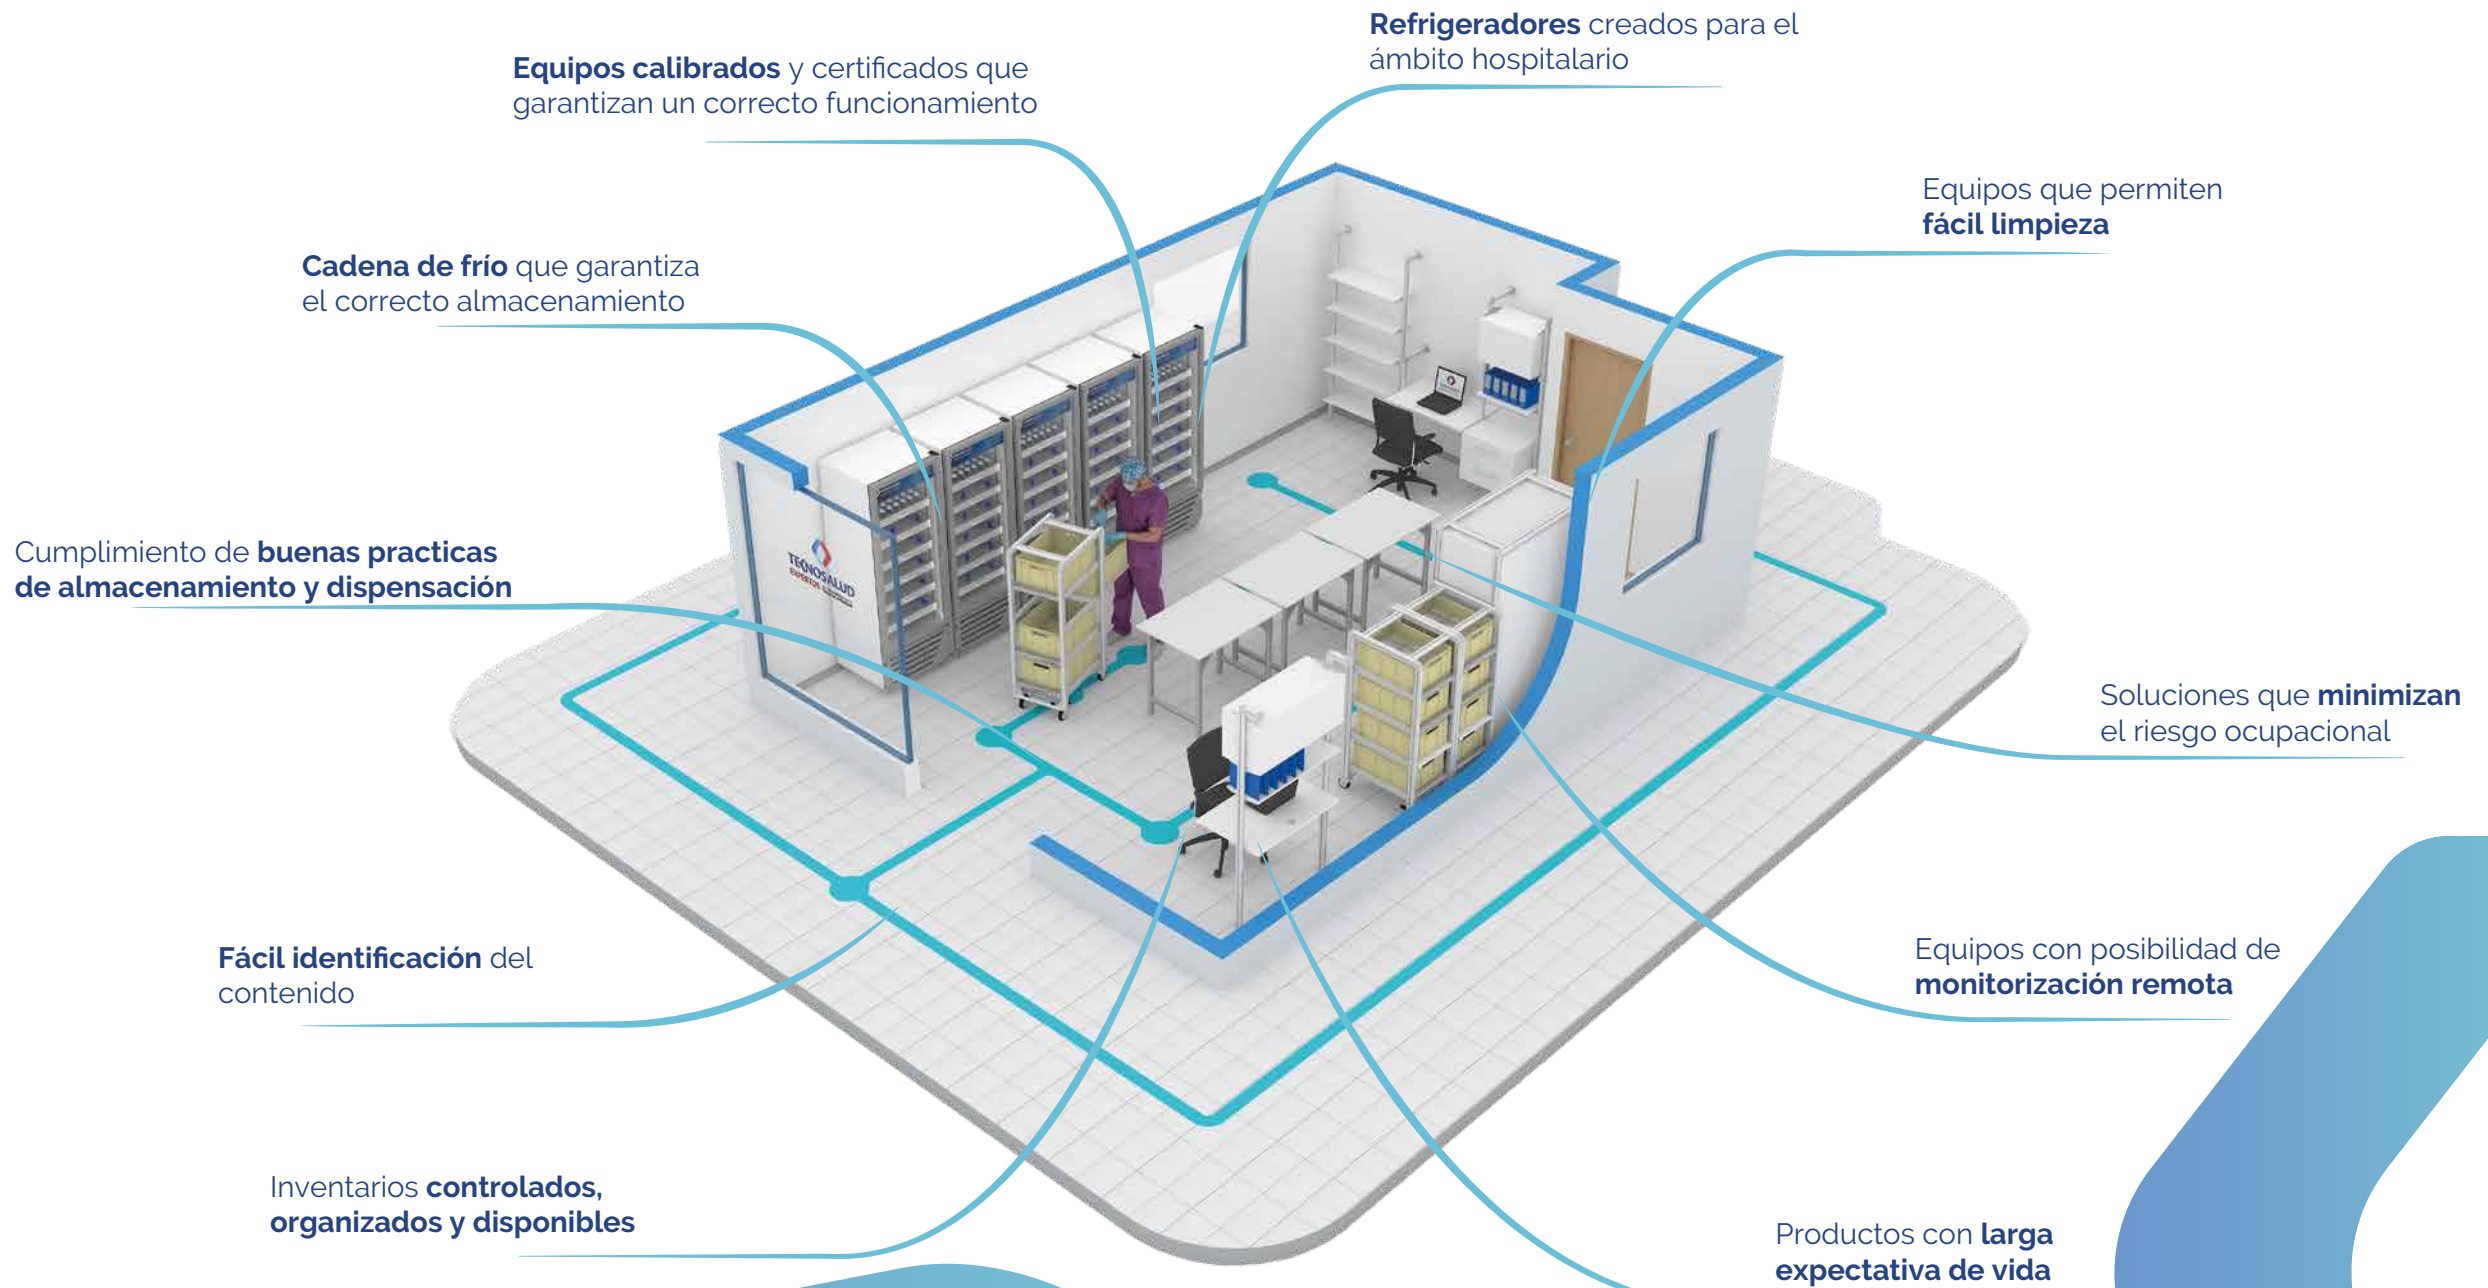 Refrigeradores creados para el
ámbito hospitalario
Equipos calibrados y certificados que
garantizan un correcto funcionamiento
Equipos que permiten
fácil limpieza
Cadena de frío que garantiza
el correcto almacenamiento
Cumplimiento de buenas practicas
de almacenamiento y dispensación
TECNOSALUD
EXPERTOS
Soluciones que minimizan
el riesgo ocupacional
Fácil identificación del
contenido
Equipos con posibilidad de
monitorización remota
Inventarios controlados,
organizados y disponibles
Productos con larga
expectativa de vida